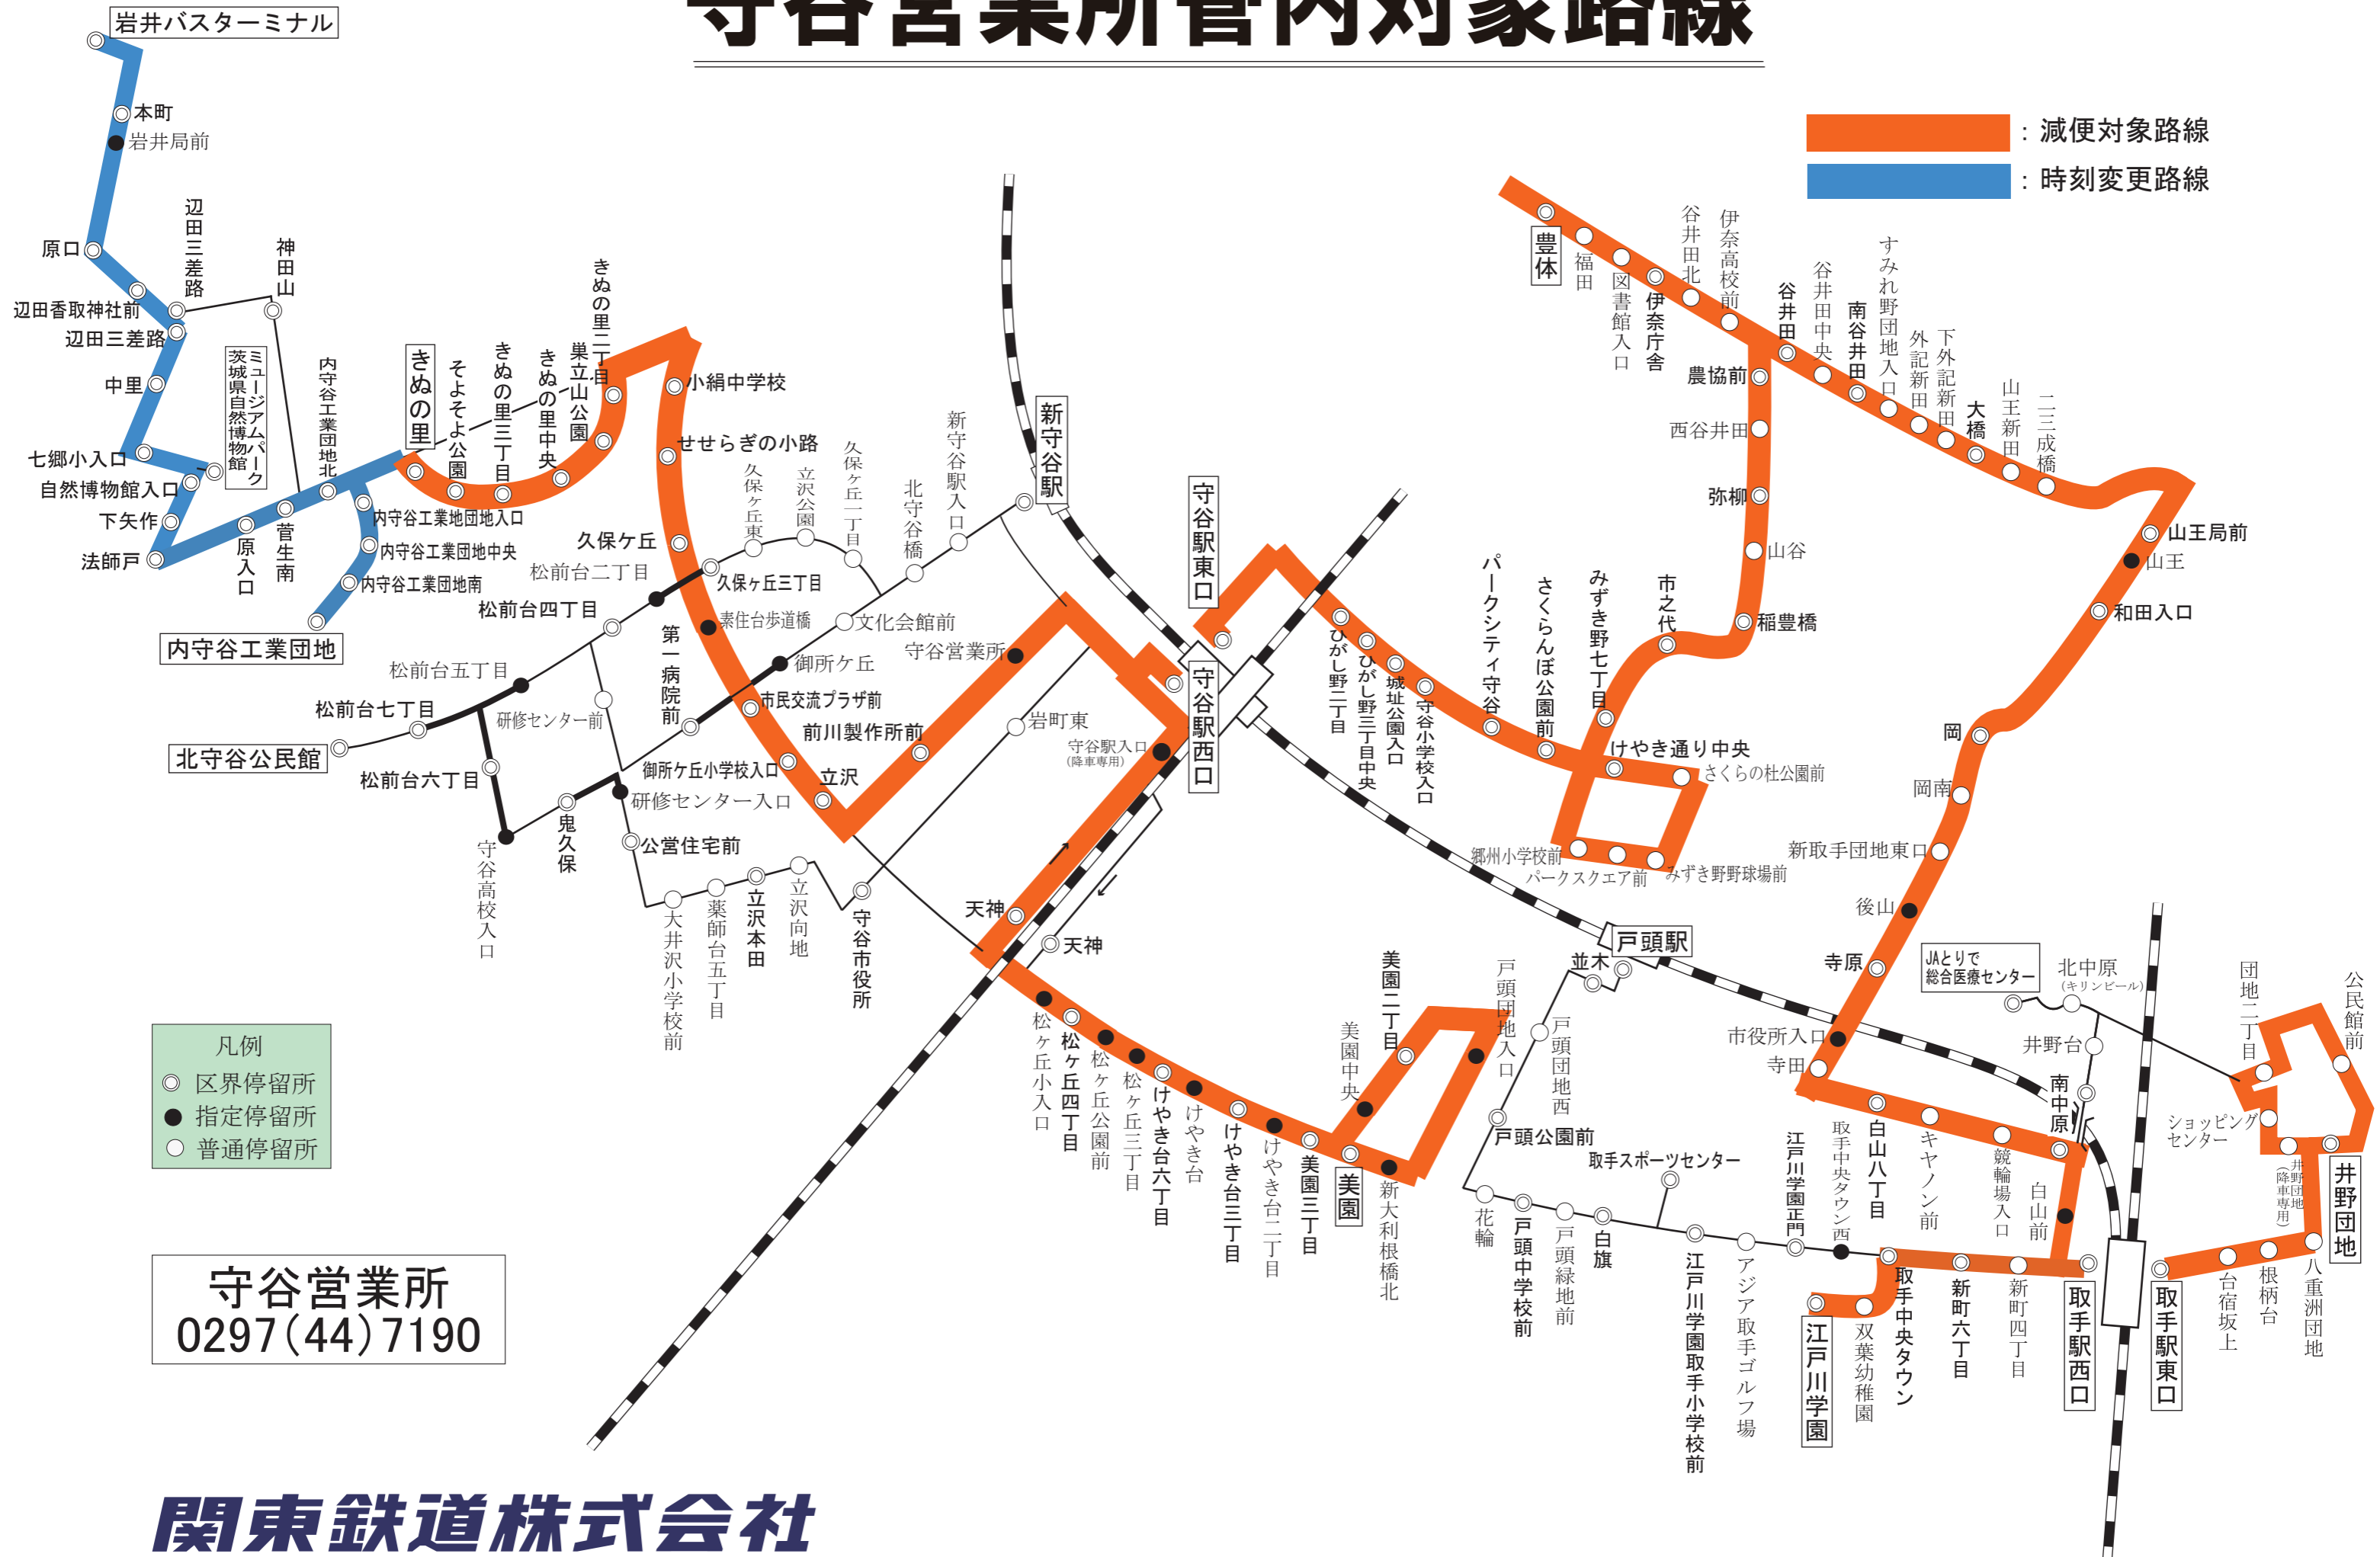 守谷営業所管内対象路線
：減便対象路線
：時刻変更路線
岩井バスターミナル
本町
岩井局前
原口
辺田三差路
神田山
辺田香取神社前
辺田三差路
中里
ミュージアムパーク
茨城県自然博物館
七郷小入口
自然博物館入口
下矢作
法師戸
原入口
菅生南
内守谷工業団地北
内守谷工業地団地入口
内守谷工業団地中央
内守谷工業団地南
内守谷工業団地
きぬの里
そよそよ公園
きぬの里三丁目
きぬの里中央
巣立山公園
きぬの里二丁目
小絹中学校
せせらぎの小路
久保ケ丘
松前台二丁目
松前台四丁目
久保ヶ丘三丁目
久保ヶ丘東
立沢公園
久保ヶ丘一丁目
北守谷橋
新守谷駅入口
新守谷駅
素住台歩道橋
第一病院前
文化会館前
御所ケ丘
守谷営業所
市民交流プラザ前
前川製作所前
松前台五丁目
松前台七丁目
北守谷公民館
松前台六丁目
研修センター前
御所ケ丘小学校入口
研修センター入口
立沢
守谷高校入口
鬼久保
公営住宅前
大井沢小学校前
薬師台五丁目
立沢本田
立沢向地
守谷市役所
岩町東
守谷駅入口
(降車専用)
守谷駅東口
守谷駅西口
天神
天神
ひがし野二丁目
ひがし野三丁目中央
城址公園入口
守谷小学校入口
パークシティ守谷
さくらんぼ公園前
みずき野七丁目
市之代
けやき通り中央
さくらの杜公園前
郷州小学校前
パークスクエア前
みずき野野球場前
豊体
福田
図書館入口
伊奈庁舎
谷井田北
伊奈高校前
谷井田
谷井田中央
南谷井田
すみれ野団地入口
外記新田
下外記新田
大橋
山王新田
二三成橋
農協前
西谷井田
弥柳
山谷
稲豊橋
山王局前
山王
和田入口
岡
岡南
新取手団地東口
後山
寺原
市役所入口
寺田
戸頭駅
並木
戸頭団地西
戸頭団地入口
戸頭公園前
取手スポーツセンター
花輪
戸頭中学校前
戸頭緑地前
白旗
江戸川学園取手小学校前
アジア取手ゴルフ場
江戸川学園正門
取手中央タウン西
取手中央タウン
双葉幼稚園
江戸川学園
新町六丁目
新町四丁目
取手駅西口
取手駅東口
白山八丁目
キヤノン前
競輪場入口
白山前
南中原
井野台
北中原
(キリンビール)
JAとりで
総合医療センター
団地二丁目
公民館前
ショッピング
センター
井野団地
(降車専用)
井野団地
八重洲団地
根柄台
台宿坂上
松ヶ丘小入口
松ヶ丘四丁目
松ヶ丘公園前
松ヶ丘三丁目
けやき台六丁目
けやき台
けやき台三丁目
けやき台二丁目
美園三丁目
美園
美園中央
美園二丁目
新大利根橋北
凡例
区界停留所
指定停留所
普通停留所
守谷営業所
0297(44)7190
関東鉄道株式会社